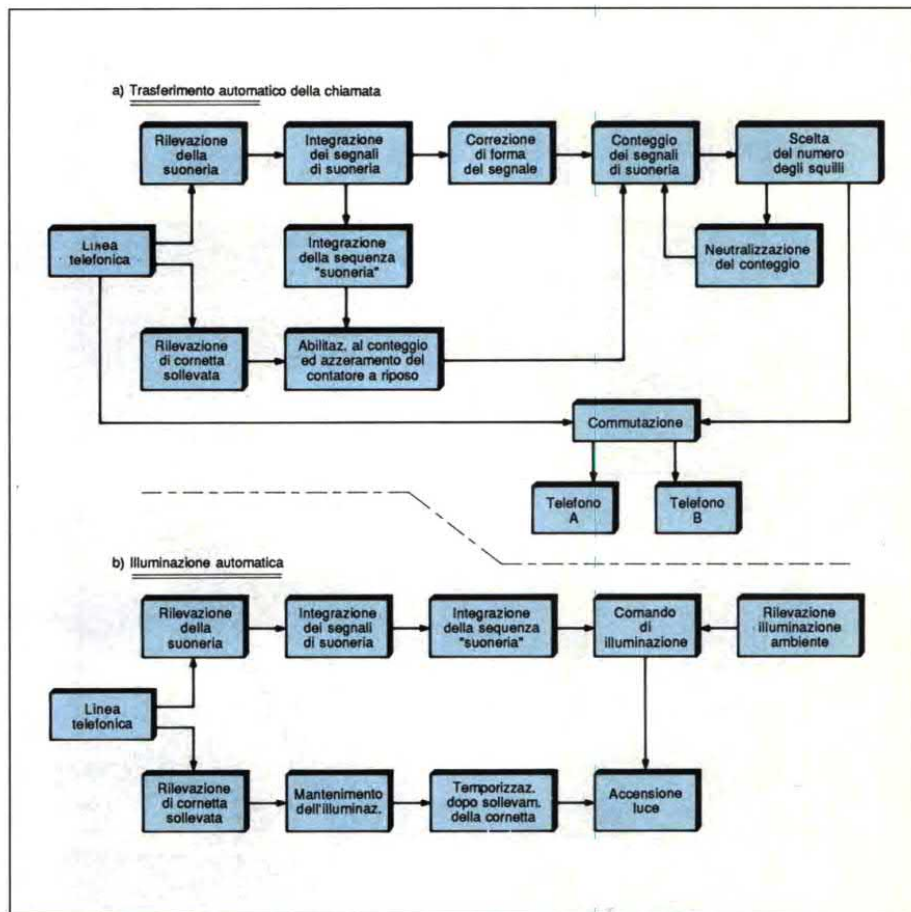 a) Trasferimento automatico della chiamata
Rilevazione
della
suoneria
Integrazione
dei segnali
di suoneria
Correzione
di forma
del segnale
Conteggio
dei segnali
di suoneria
Scelta
del numero
degli squilli
Linea
telefonica
Integrazione
della sequenza
"suoneria"
Neutralizzazione
del conteggio
Rilevazione
di cornetta
sollevata
Abilitaz. al conteggio
ed azzeramento del
contatore a riposo
Commutazione
Telefono
A
Telefono
B
b) Illuminazione automatica
Rilevazione
della
suoneria
Integrazione
dei segnali
di suoneria
Integrazione
della sequenza
"suoneria"
Comando
di
illuminazione
Rilevazione
illuminazione
ambiente
Linea
telefonica
Rilevazione
di cornetta
sollevata
Mantenimento
dell'illuminaz.
Temporizzaz.
dopo sollevam.
della cornetta
Accensione
luce